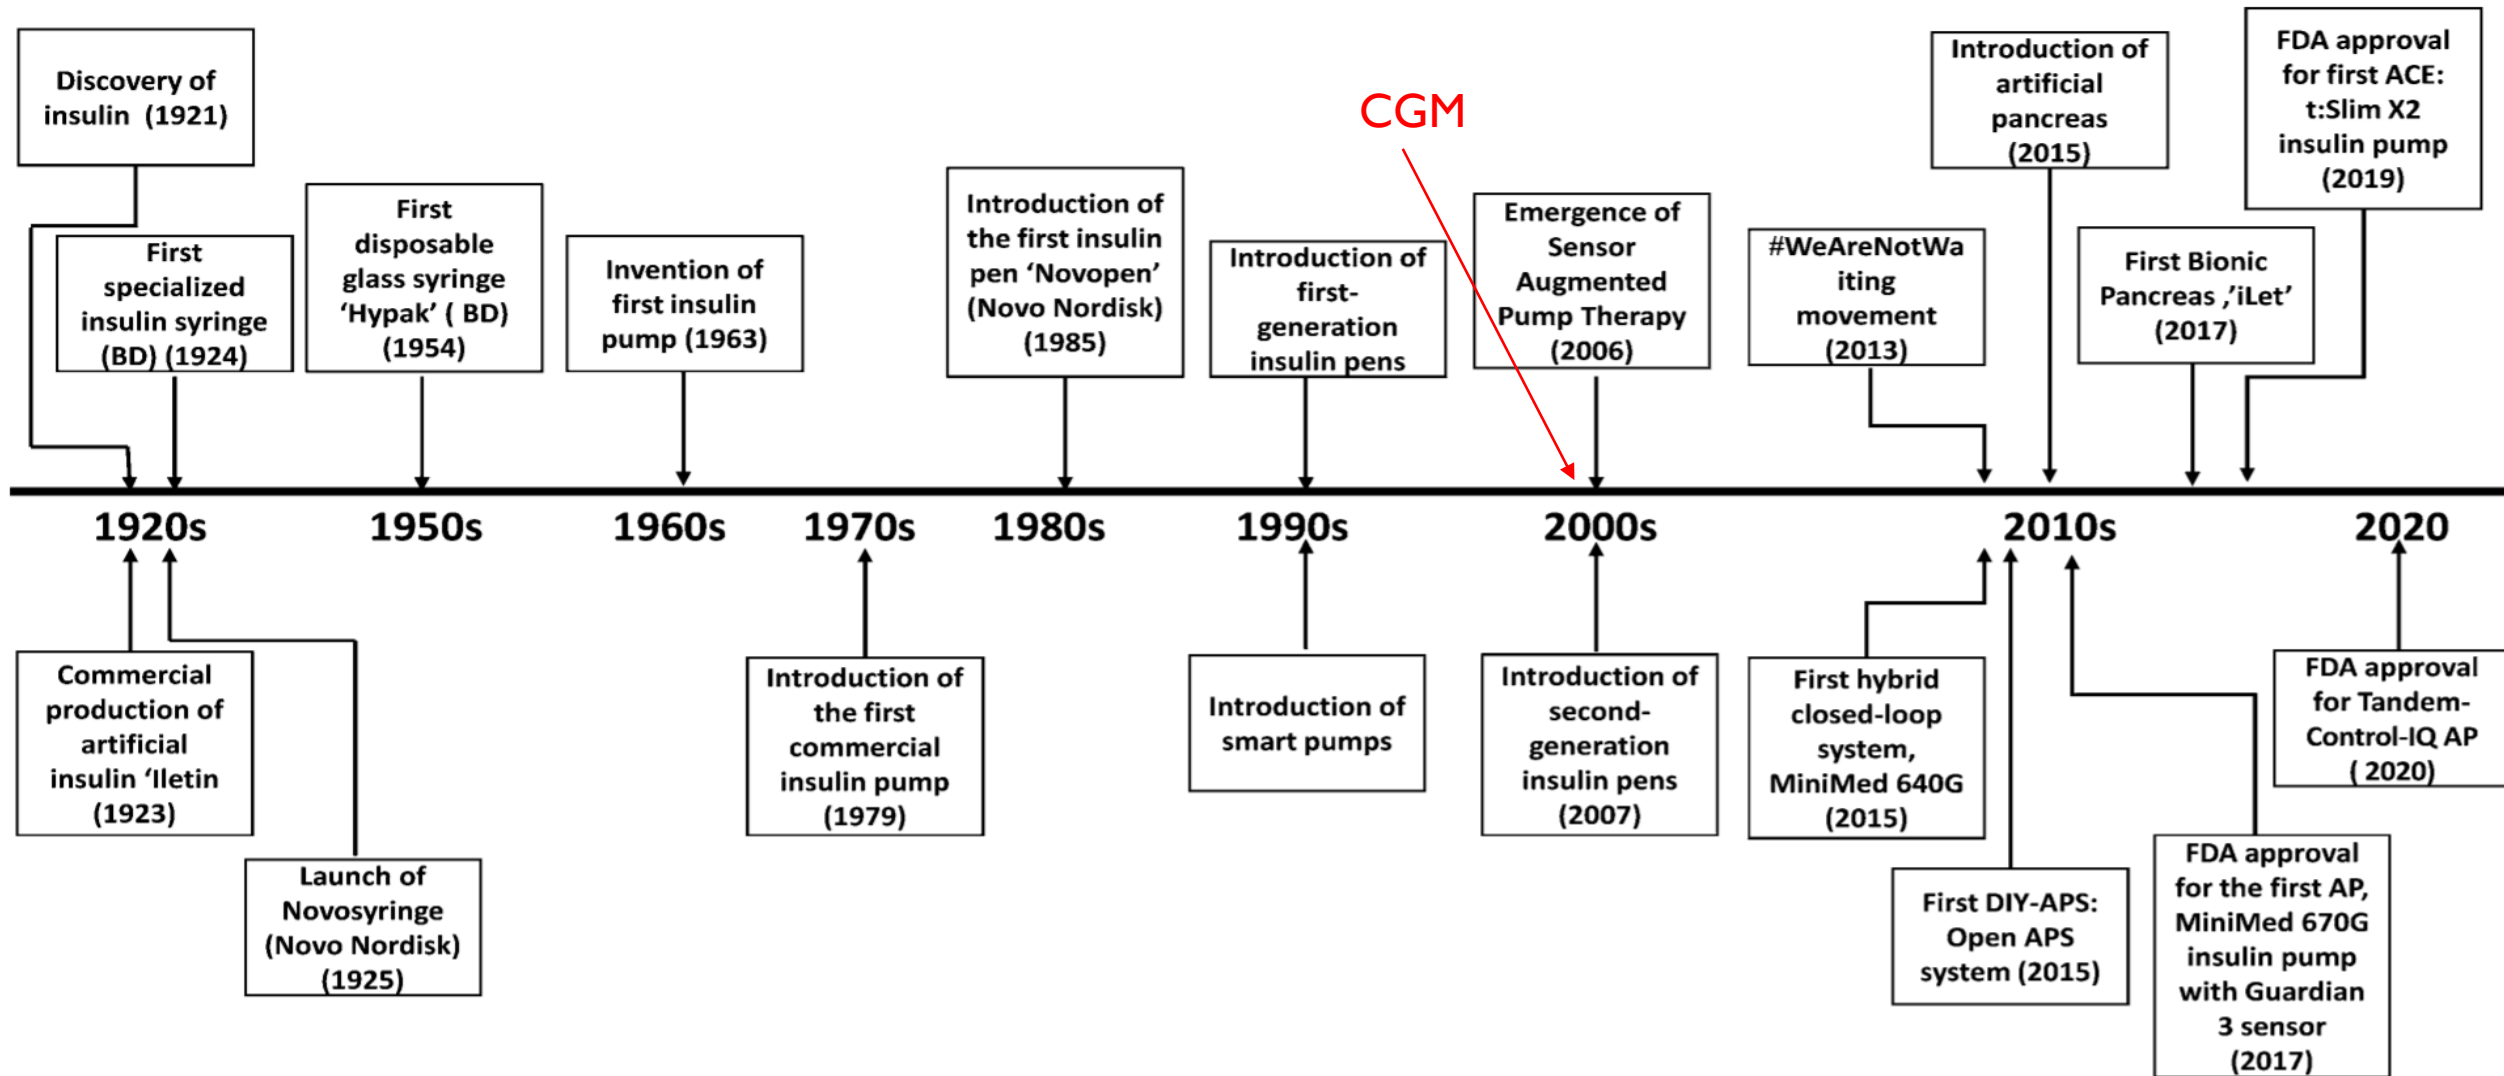 Discovery of
insulin (1921)
First
specialized
insulin syringe
(BD) (1924)
First
disposable
glass syringe
‘Hypak’ ( BD)
(1954)
Invention of
first insulin
pump (1963)
Introduction of
the first insulin
pen ‘Novopen’
(Novo Nordisk)
(1985)
Introduction of
first-
generation
insulin pens
CGM
Emergence of
Sensor
Augmented
Pump Therapy
(2006)
#WeAreNotWa
iting
movement
(2013)
Introduction of
artificial
pancreas
(2015)
First Bionic
Pancreas ,’iLet’
(2017)
FDA approval
for first ACE:
t:Slim X2
insulin pump
(2019)
1920s
1950s
1960s
1970s
1980s
1990s
2000s
2010s
2020
Commercial
production of
artificial
insulin ‘Iletin
(1923)
Launch of
Novosyringe
(Novo Nordisk)
(1925)
Introduction of
the first
commercial
insulin pump
(1979)
Introduction of
smart pumps
Introduction of
second-
generation
insulin pens
(2007)
First hybrid
closed-loop
system,
MiniMed 640G
(2015)
First DIY-APS:
Open APS
system (2015)
FDA approval
for the first AP,
MiniMed 670G
insulin pump
with Guardian
3 sensor
(2017)
FDA approval
for Tandem-
Control-IQ AP
( 2020)